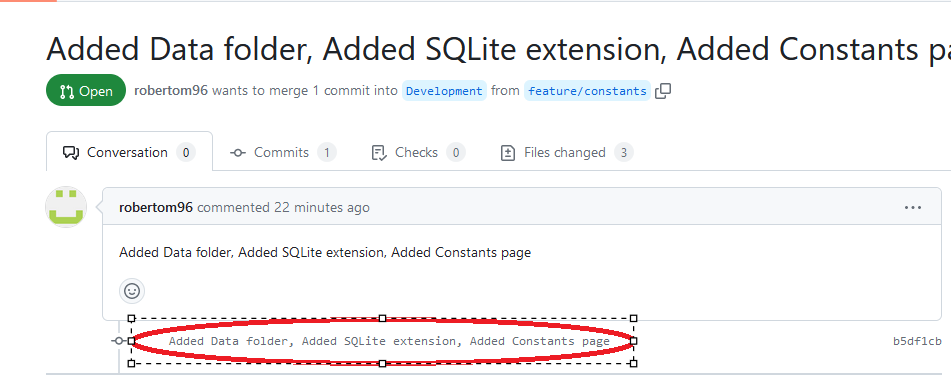 Added Data folder, Added SQLite extension, Added Constants
Open robertom96 wants to merge 1 commit into Development from feature/constants
Conversation 0 Commits 1 Checks 0 Files changed 3
robertom96 commented 22 minutes ago ...
Added Data folder, Added SQLite extension, Added Constants page
Added Data folder, Added SQLite extension, Added Constants page b5df1cb